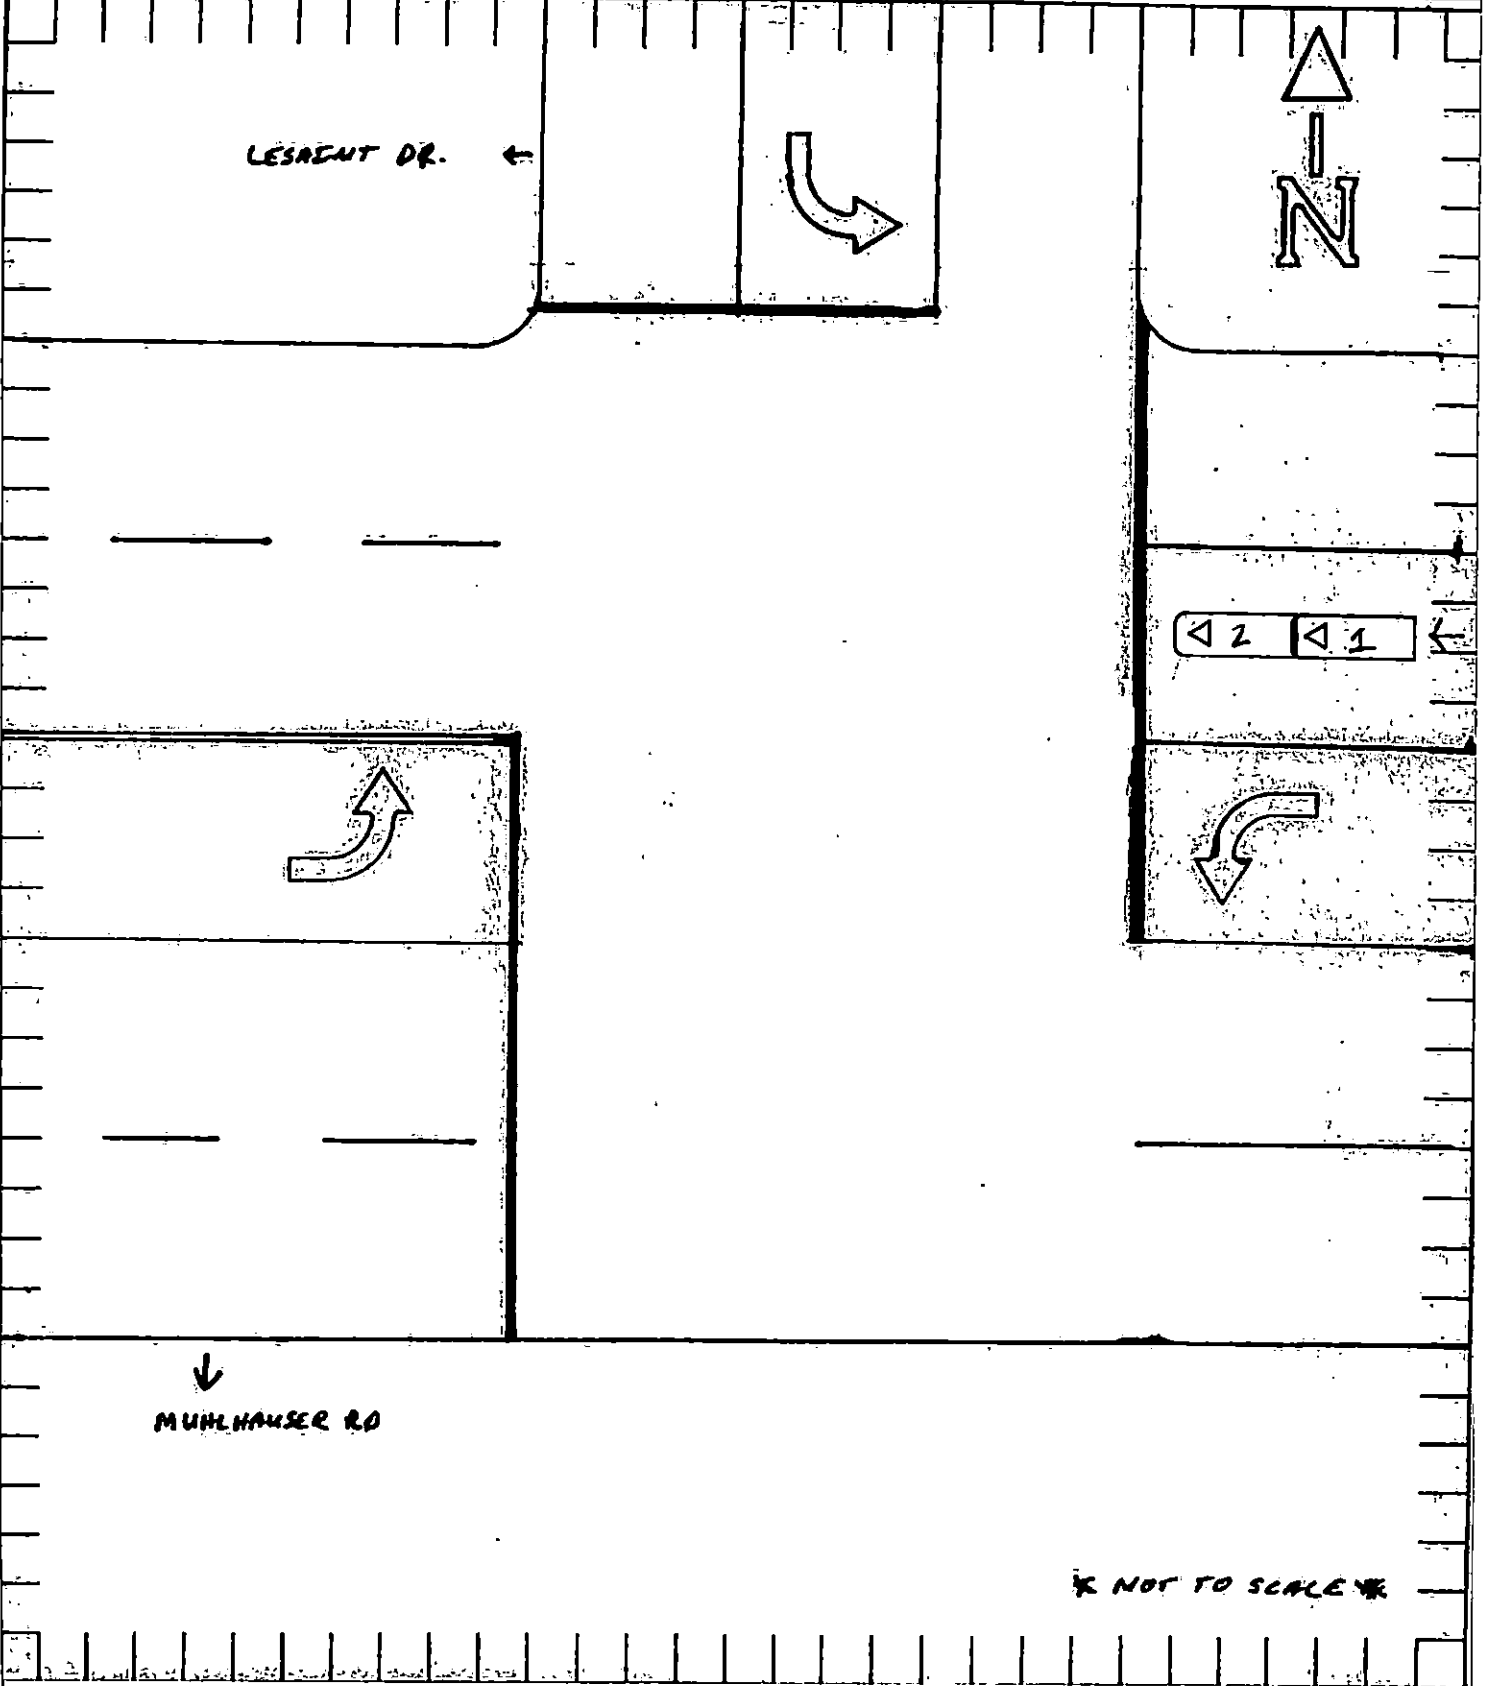 LESAINT DR.
N
2
1
MUHLHAUSER RD
* NOT TO SCALE *